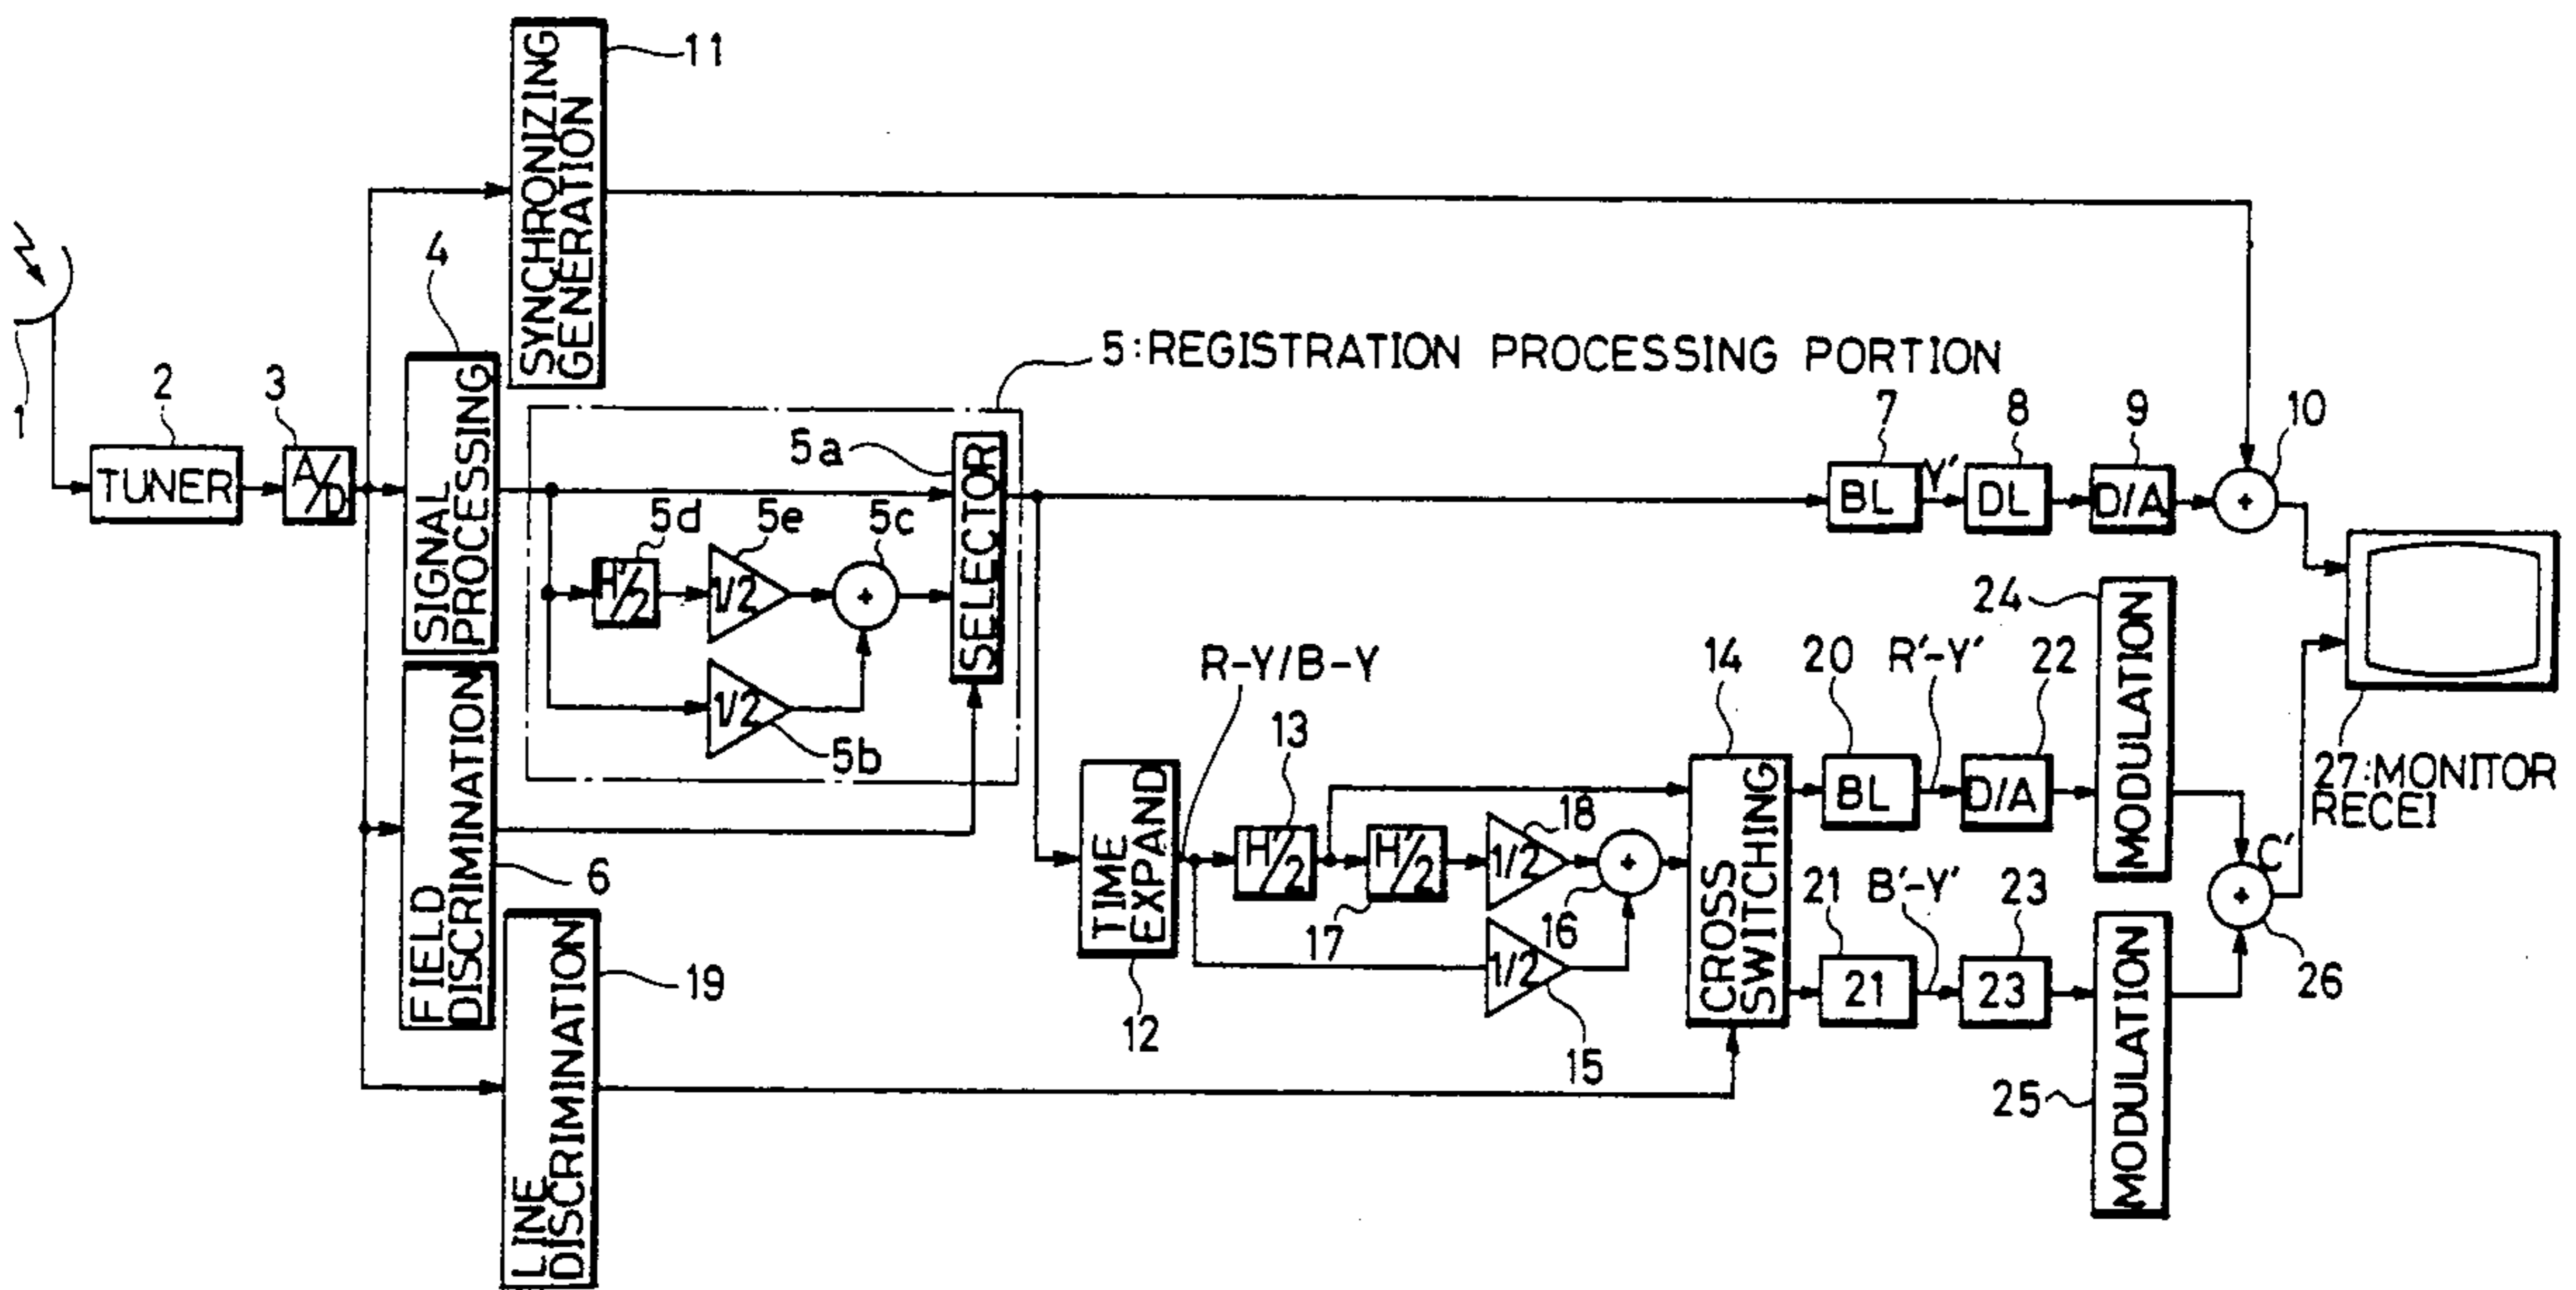 11
SYNCHRONIZING
GENERATION
4
1
5:REGISTRATION PROCESSING PORTION
2
3
TUNER
A/D
SIGNAL
PROCESSING
5a
5d
5e
5c
H'/2
1/2
+
1/2
5b
SELECTOR
7
Y'
8
9
10
BL
DL
D/A
+
FIELD
DISCRIMINATION
6
LINE
DISCRIMINATION
19
R-Y/B-Y
TIME
EXPAND
12
13
H'/2
H'/2
17
1/2
18
+
16
1/2
15
14
CROSS
SWITCHING
20
R'-Y'
22
24
BL
D/A
MODULATION
21
B'-Y'
23
21
23
25
MODULATION
C'
+
26
27:MONITOR
RECEI